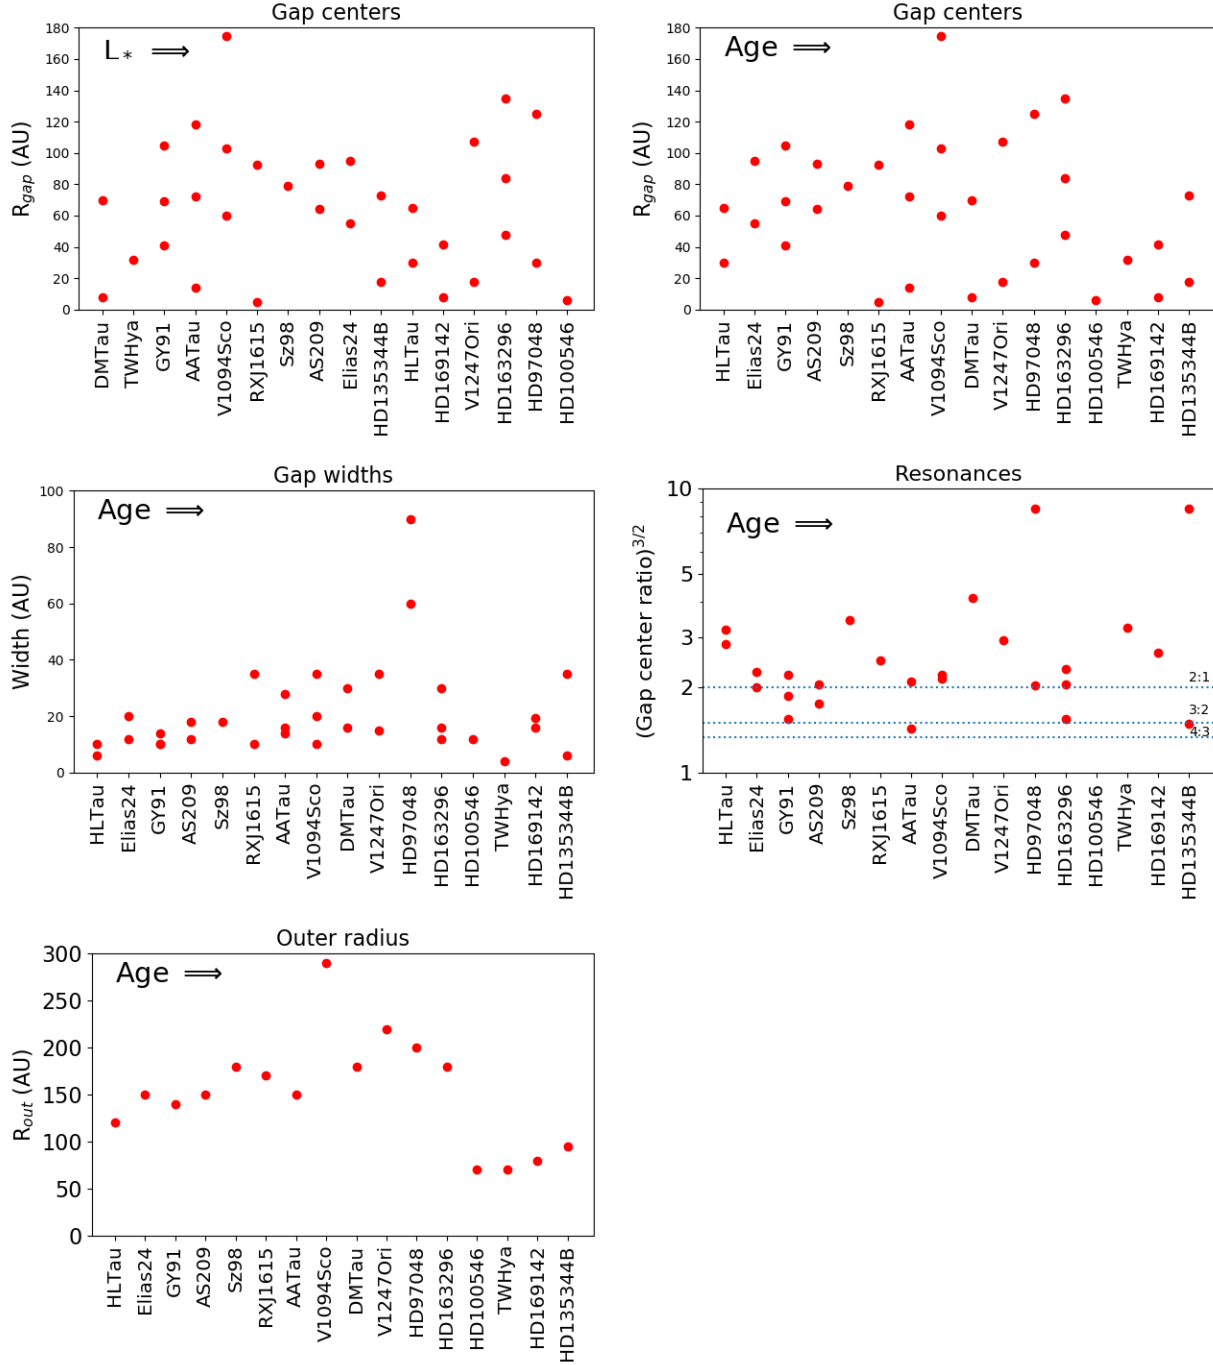 Gap centers
L* ⟹
R_gap (AU)
180
160
140
120
100
80
60
40
20
0
DMTau
TWHya
GY91
AATau
V1094Sco
RXJ1615
Sz98
AS209
Elias24
HD135344B
HLTau
HD169142
V1247Ori
HD163296
HD97048
HD100546
Gap centers
Age ⟹
R_gap (AU)
180
160
140
120
100
80
60
40
20
0
HLTau
Elias24
GY91
AS209
Sz98
RXJ1615
AATau
V1094Sco
DMTau
V1247Ori
HD97048
HD163296
HD100546
TWHya
HD169142
HD135344B
Gap widths
Age ⟹
Width (AU)
100
80
60
40
20
0
HLTau
Elias24
GY91
AS209
Sz98
RXJ1615
AATau
V1094Sco
DMTau
V1247Ori
HD97048
HD163296
HD100546
TWHya
HD169142
HD135344B
Resonances
Age ⟹
(Gap center ratio)^3/2
10
5
3
2
1
2:1
3:2
4:3
HLTau
Elias24
GY91
AS209
Sz98
RXJ1615
AATau
V1094Sco
DMTau
V1247Ori
HD97048
HD163296
HD100546
TWHya
HD169142
HD135344B
Outer radius
Age ⟹
R_out (AU)
300
250
200
150
100
50
0
HLTau
Elias24
GY91
AS209
Sz98
RXJ1615
AATau
V1094Sco
DMTau
V1247Ori
HD97048
HD163296
HD100546
TWHya
HD169142
HD135344B